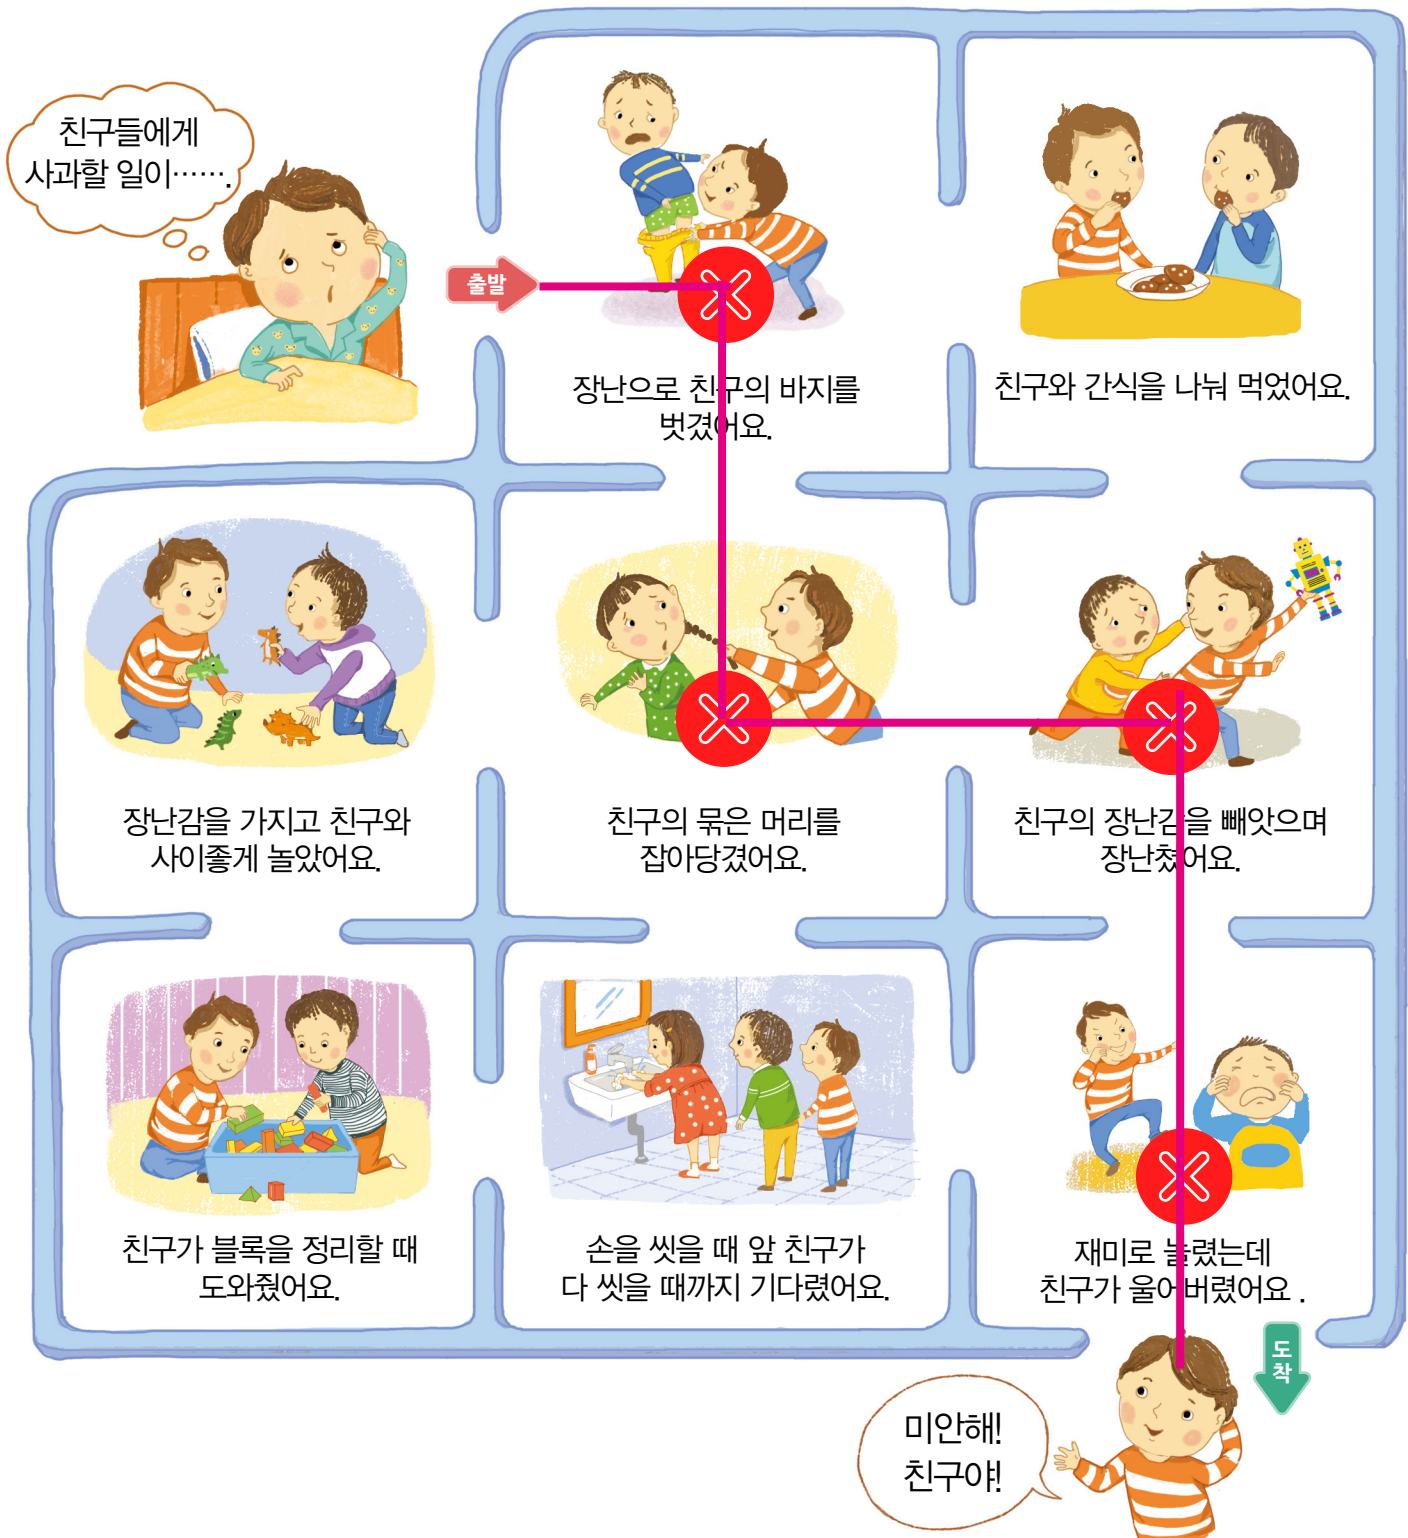 친구들에게
사과할 일이…….
출발
장난으로 친구의 바지를
벗겼어요.
친구와 간식을 나눠 먹었어요.
장난감을 가지고 친구와
사이좋게 놀았어요.
친구의 묶은 머리를
잡아당겼어요.
친구의 장난감을 빼앗으며
장난쳤어요.
친구가 블록을 정리할 때
도와줬어요.
손을 씻을 때 앞 친구가
다 씻을 때까지 기다렸어요.
재미로 놀렸는데
친구가 울어버렸어요 .
도착
미안해!
친구야!